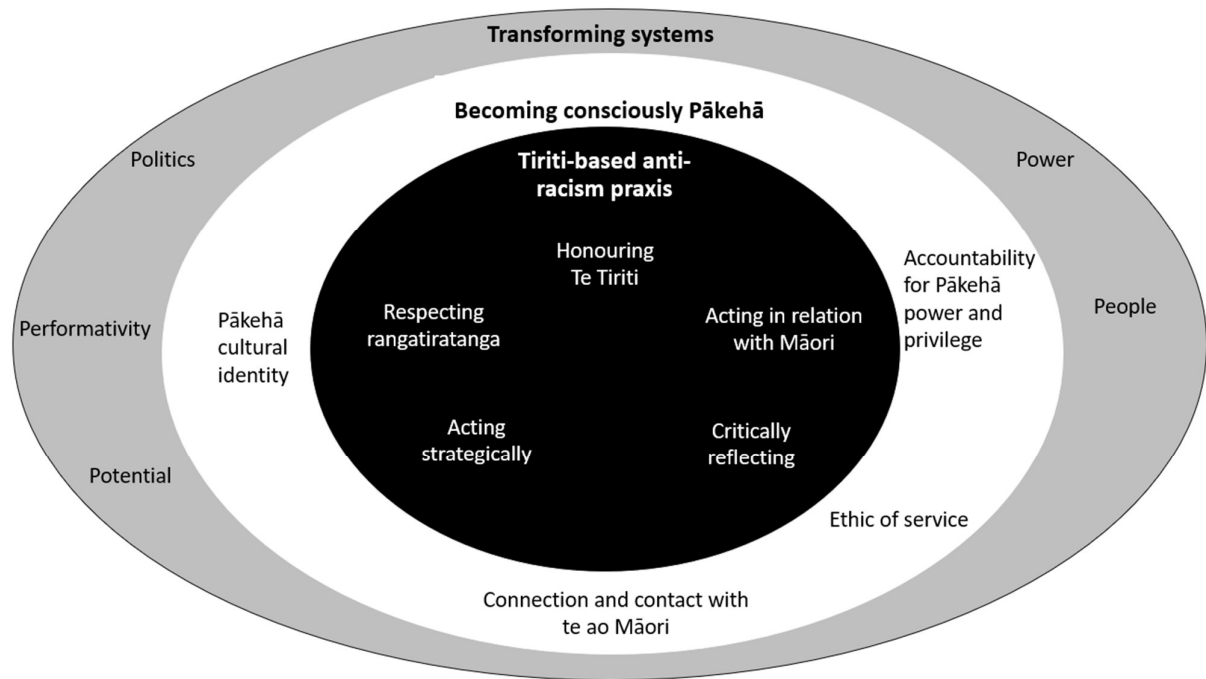 Transforming systems
Becoming consciously Pākehā
Tiriti-based anti-
racism praxis
Politics
Power
Honouring
Te Tiriti
Accountability
for Pākehā
power and
privilege
Respecting
rangatiratanga
Acting in relation
with Māori
Performativity
Pākehā
cultural
identity
People
Acting
strategically
Critically
reflecting
Potential
Ethic of service
Connection and contact with
te ao Māori